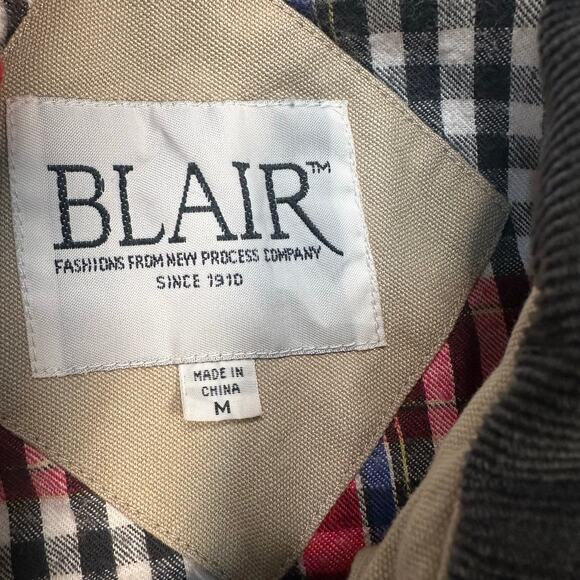 BLAIR™
FASHIONS FROM NEW PROCESS COMPANY
SINCE 1910
MADE IN
CHINA
M